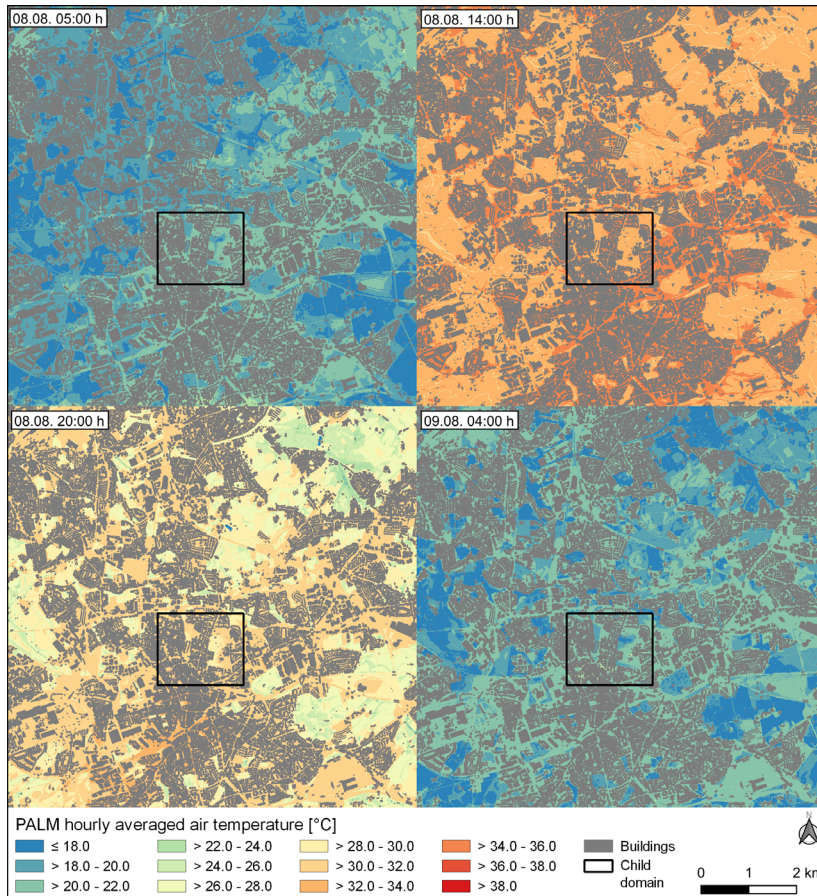 08.08. 05:00 h
08.08. 14:00 h
08.08. 20:00 h
09.08. 04:00 h
PALM hourly averaged air temperature [°C]
≤ 18.0
> 18.0 - 20.0
> 20.0 - 22.0
> 22.0 - 24.0
> 24.0 - 26.0
> 26.0 - 28.0
> 28.0 - 30.0
> 30.0 - 32.0
> 32.0 - 34.0
> 34.0 - 36.0
> 36.0 - 38.0
> 38.0
Buildings
Child
domain
N
0 1 2 km